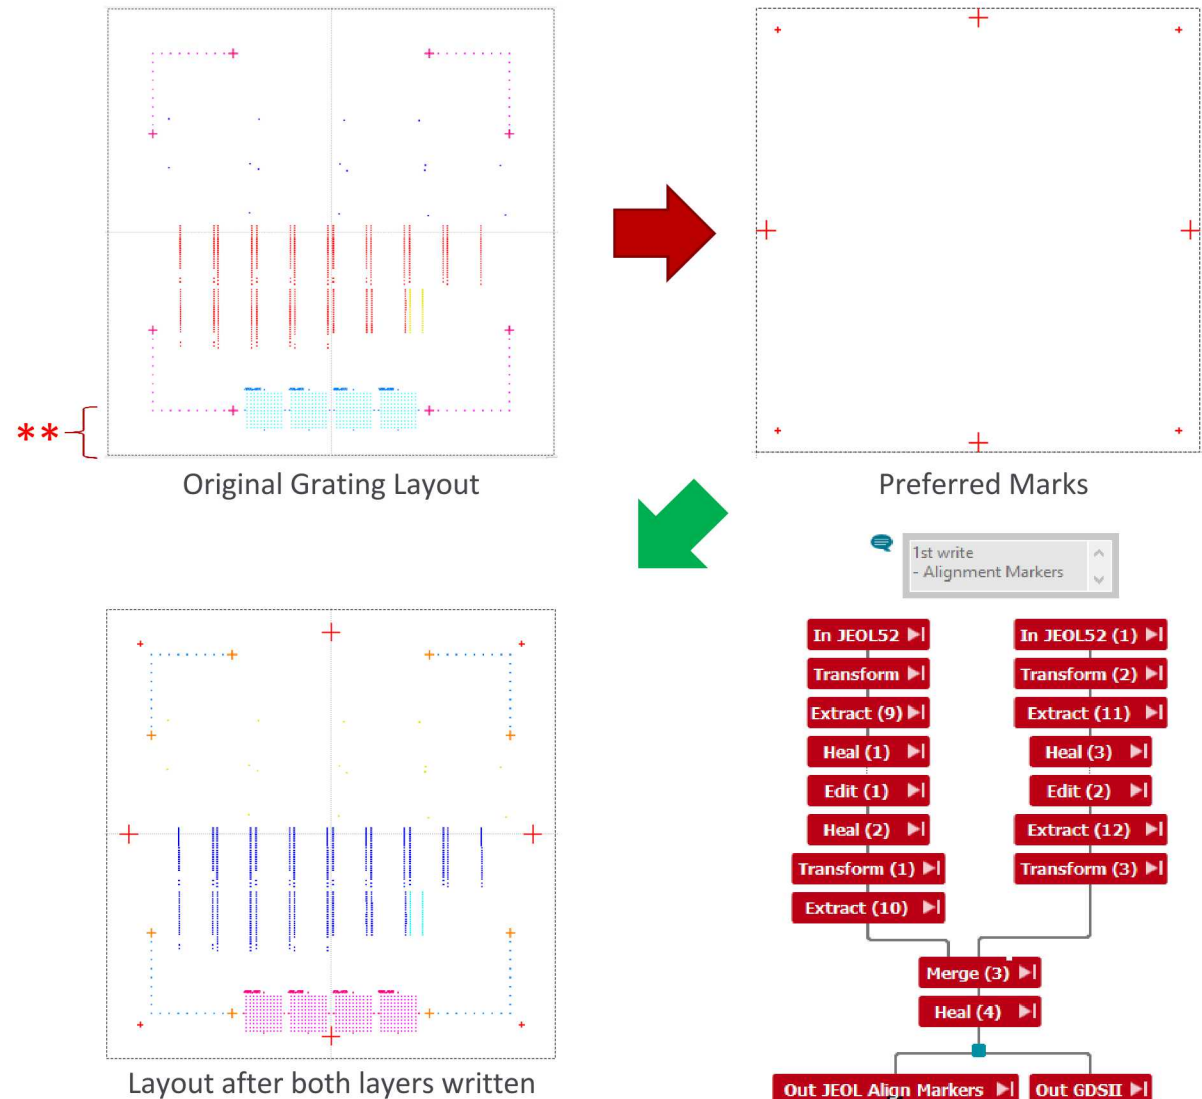 **
Original Grating Layout
Preferred Marks
1st write
- Alignment Markers
In JEOL52
In JEOL52 (1)
Transform
Transform (2)
Extract (9)
Extract (11)
Heal (1)
Heal (3)
Edit (1)
Edit (2)
Heal (2)
Extract (12)
Transform (1)
Transform (3)
Extract (10)
Merge (3)
Heal (4)
Out JEOL Align Markers
Out GDSII
Layout after both layers written